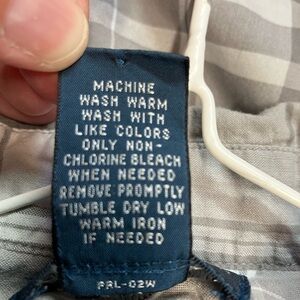 MACHINE
WASH WARM
WASH WITH
LIKE COLORS
ONLY NON-
CHLORINE BLEACH
WHEN NEEDED
REMOVE PROMPTLY
TUMBLE DRY LOW
WARM IRON
IF NEEDED
PRL-02W